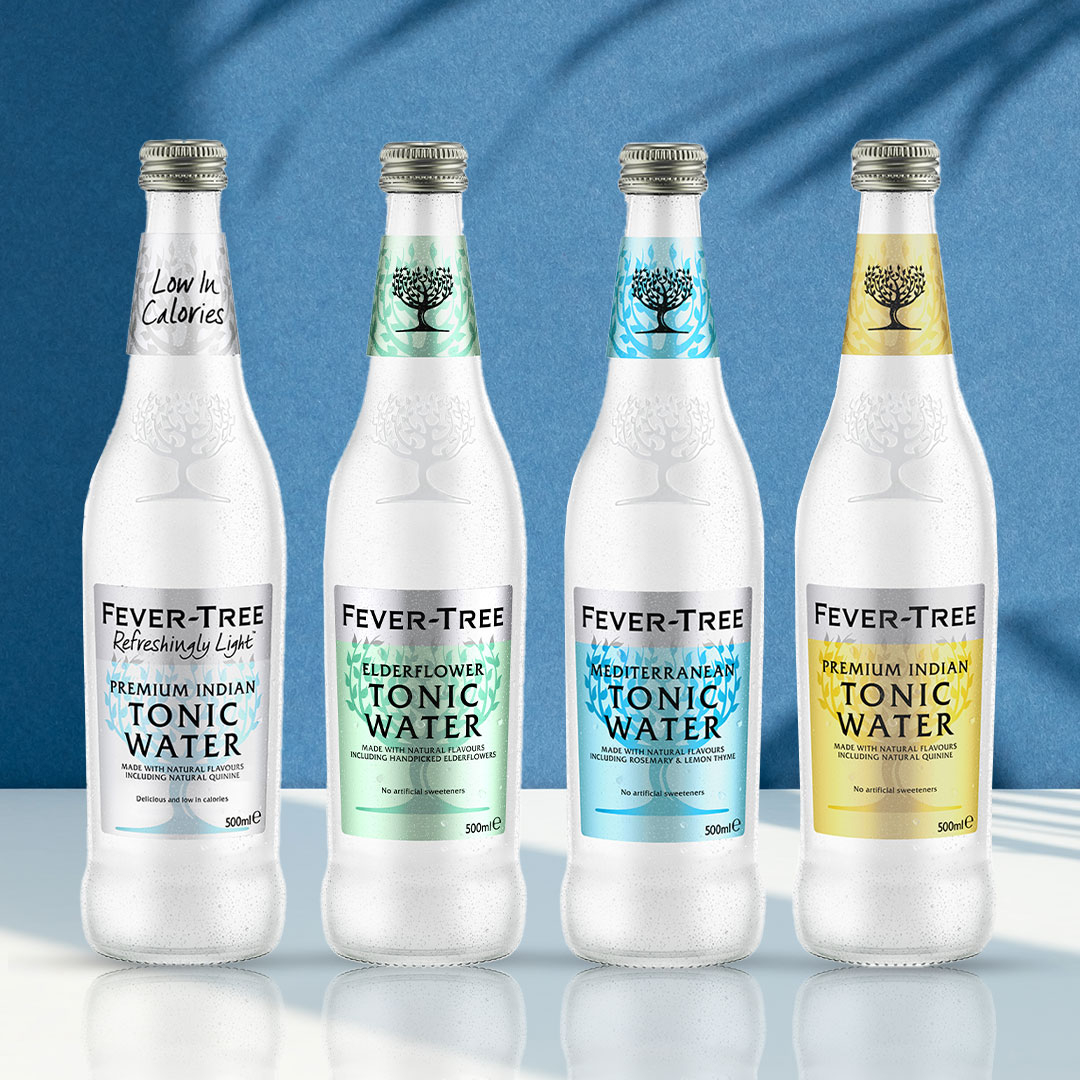 Low In
Calories
FEVER-TREE
Refreshingly Light™
PREMIUM INDIAN
TONIC
WATER
MADE WITH NATURAL FLAVOURS
INCLUDING NATURAL QUININE
Delicious and low in calories
500ml e
FEVER-TREE
ELDERFLOWER
TONIC
WATER
MADE WITH NATURAL FLAVOURS
INCLUDING HANDPICKED ELDERFLOWERS
No artificial sweeteners
500ml e
FEVER-TREE
MEDITERRANEAN
TONIC
WATER
MADE WITH NATURAL FLAVOURS
INCLUDING ROSEMARY & LEMON THYME
No artificial sweeteners
500ml e
FEVER-TREE
PREMIUM INDIAN
TONIC
WATER
MADE WITH NATURAL FLAVOURS
INCLUDING NATURAL QUININE
No artificial sweeteners
500ml e